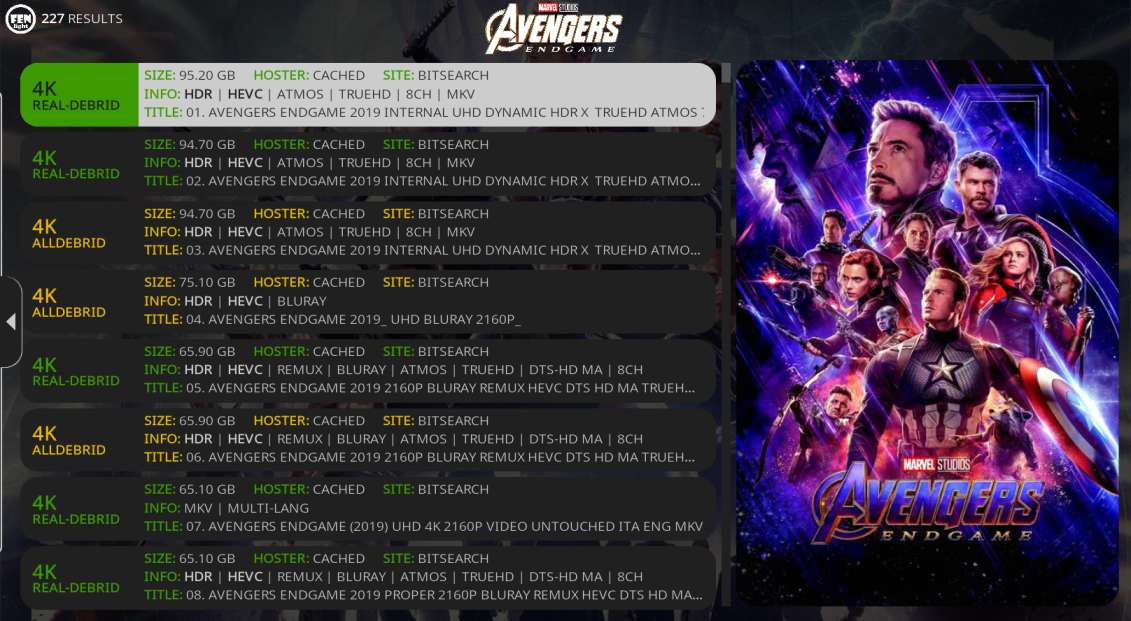 FEN
light
227 RESULTS
MARVEL STUDIOS
AVENGERS
ENDGAME
4K
REAL-DEBRID
SIZE: 95.20 GB HOSTER: CACHED SITE: BITSEARCH
INFO: HDR | HEVC | ATMOS | TRUEHD | 8CH | MKV
TITLE: 01. AVENGERS ENDGAME 2019 INTERNAL UHD DYNAMIC HDR X TRUEHD ATMOS
4K
REAL-DEBRID
SIZE: 94.70 GB HOSTER: CACHED SITE: BITSEARCH
INFO: HDR | HEVC | ATMOS | TRUEHD | 8CH | MKV
TITLE: 02. AVENGERS ENDGAME 2019 INTERNAL UHD DYNAMIC HDR X TRUEHD ATMO...
4K
ALLDEBRID
SIZE: 94.70 GB HOSTER: CACHED SITE: BITSEARCH
INFO: HDR | HEVC | ATMOS | TRUEHD | 8CH | MKV
TITLE: 03. AVENGERS ENDGAME 2019 INTERNAL UHD DYNAMIC HDR X TRUEHD ATMO...
4K
ALLDEBRID
SIZE: 75.10 GB HOSTER: CACHED SITE: BITSEARCH
INFO: HDR | HEVC | BLURAY
TITLE: 04. AVENGERS ENDGAME 2019_ UHD BLURAY 2160P_
4K
REAL-DEBRID
SIZE: 65.90 GB HOSTER: CACHED SITE: BITSEARCH
INFO: HDR | HEVC | REMUX | BLURAY | ATMOS | TRUEHD | DTS-HD MA | 8CH
TITLE: 05. AVENGERS ENDGAME 2019 2160P BLURAY REMUX HEVC DTS HD MA TRUEH...
4K
ALLDEBRID
SIZE: 65.90 GB HOSTER: CACHED SITE: BITSEARCH
INFO: HDR | HEVC | REMUX | BLURAY | ATMOS | TRUEHD | DTS-HD MA | 8CH
TITLE: 06. AVENGERS ENDGAME 2019 2160P BLURAY REMUX HEVC DTS HD MA TRUEH...
4K
REAL-DEBRID
SIZE: 65.10 GB HOSTER: CACHED SITE: BITSEARCH
INFO: MKV | MULTI-LANG
TITLE: 07. AVENGERS ENDGAME (2019) UHD 4K 2160P VIDEO UNTOUCHED ITA ENG MKV
4K
REAL-DEBRID
SIZE: 65.10 GB HOSTER: CACHED SITE: BITSEARCH
INFO: HDR | HEVC | REMUX | BLURAY | ATMOS | TRUEHD | DTS-HD MA | 8CH
TITLE: 08. AVENGERS ENDGAME 2019 PROPER 2160P BLURAY REMUX HEVC DTS HD MA...
MARVEL STUDIOS
AVENGERS
ENDGAME